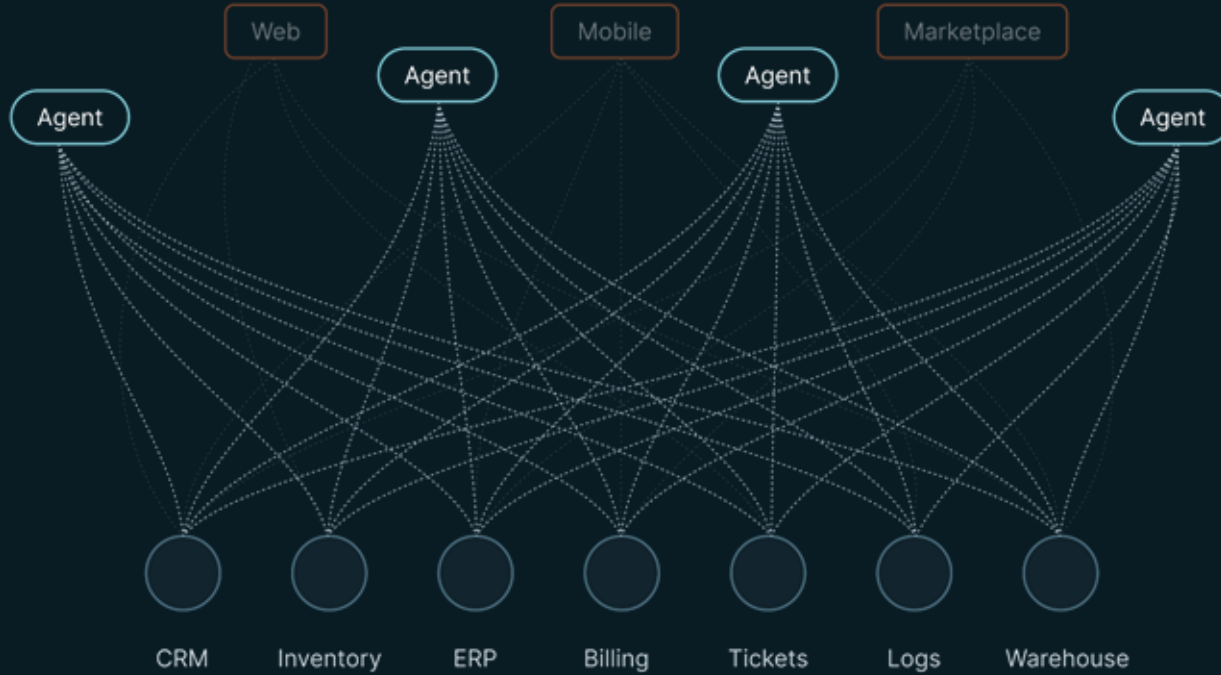 Web
Mobile
Marketplace
Agent
Agent
Agent
Agent
CRM
Inventory
ERP
Billing
Tickets
Logs
Warehouse